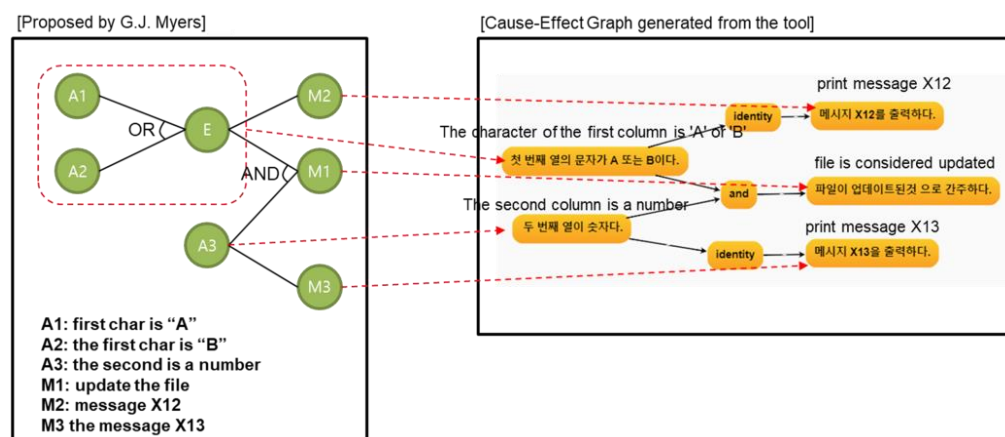 [Proposed by G.J. Myers]
A1
A2
OR
E
M2
AND
M1
A3
M3
A1: first char is “A”
A2: the first char is “B”
A3: the second is a number
M1: update the file
M2: message X12
M3 the message X13
[Cause-Effect Graph generated from the tool]
print message X12
identity
메시지 X12를 출력하다.
The character of the first column is 'A' or 'B'
첫 번째 열의 문자가 A 또는 B이다.
file is considered updated
and
파일이 업데이트된것 으로 간주하다.
The second column is a number
두 번째 열이 숫자다.
print message X13
identity
메시지 X13을 출력하다.